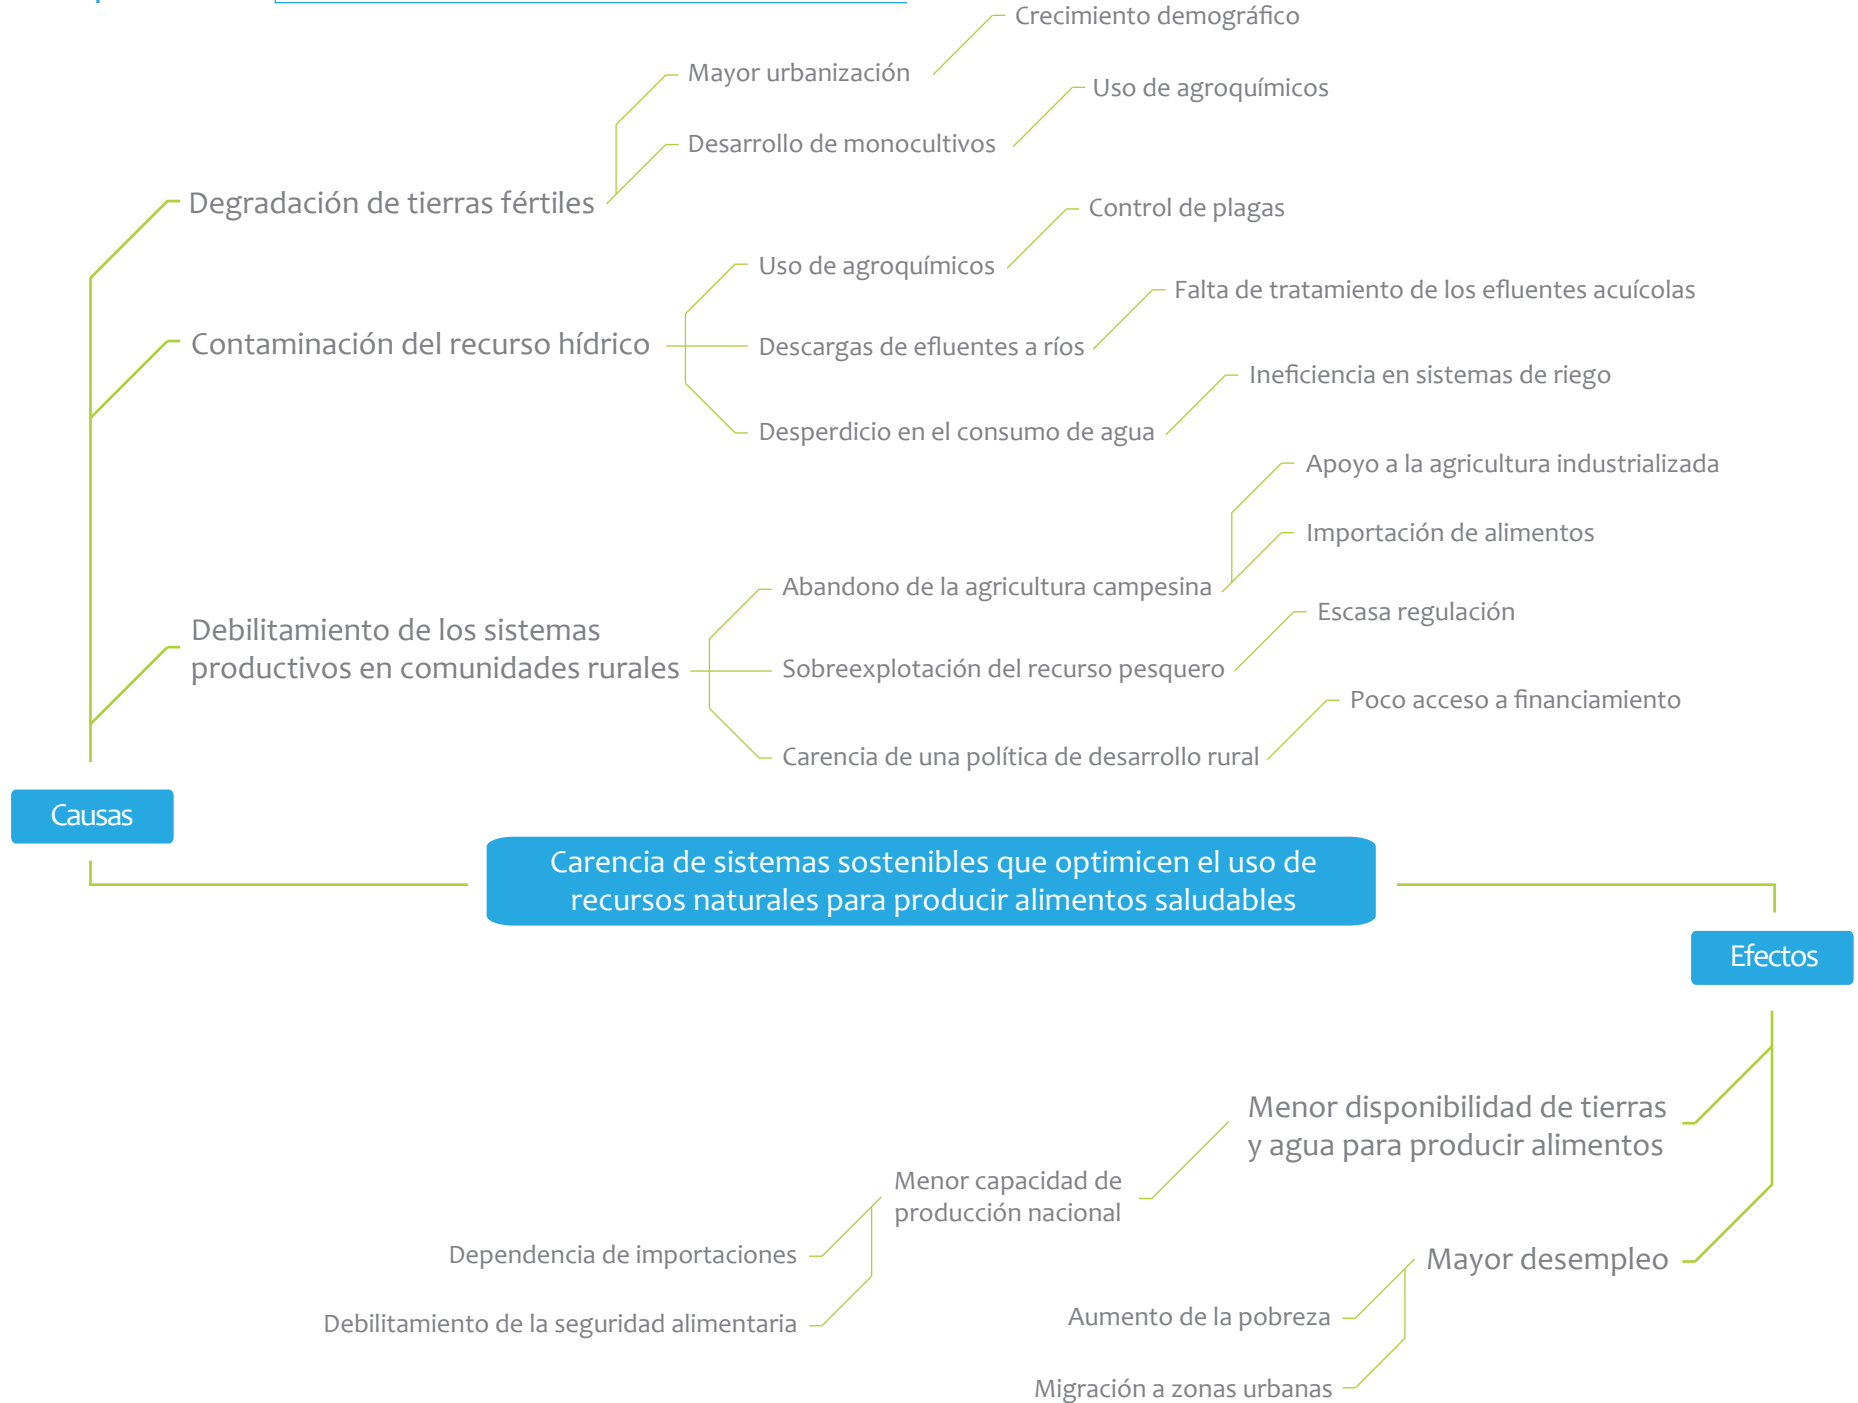 Crecimiento demográfico
Mayor urbanización
Uso de agroquímicos
Desarrollo de monocultivos
Degradación de tierras fértiles
Control de plagas
Uso de agroquímicos
Falta de tratamiento de los efluentes acuícolas
Contaminación del recurso hídrico
Descargas de efluentes a ríos
Ineficiencia en sistemas de riego
Desperdicio en el consumo de agua
Apoyo a la agricultura industrializada
Importación de alimentos
Abandono de la agricultura campesina
Escasa regulación
Debilitamiento de los sistemas
productivos en comunidades rurales
Sobreexplotación del recurso pesquero
Poco acceso a financiamiento
Carencia de una política de desarrollo rural
Causas
Carencia de sistemas sostenibles que optimicen el uso de
recursos naturales para producir alimentos saludables
Efectos
Menor disponibilidad de tierras
y agua para producir alimentos
Menor capacidad de
producción nacional
Dependencia de importaciones
Mayor desempleo
Debilitamiento de la seguridad alimentaria
Aumento de la pobreza
Migración a zonas urbanas